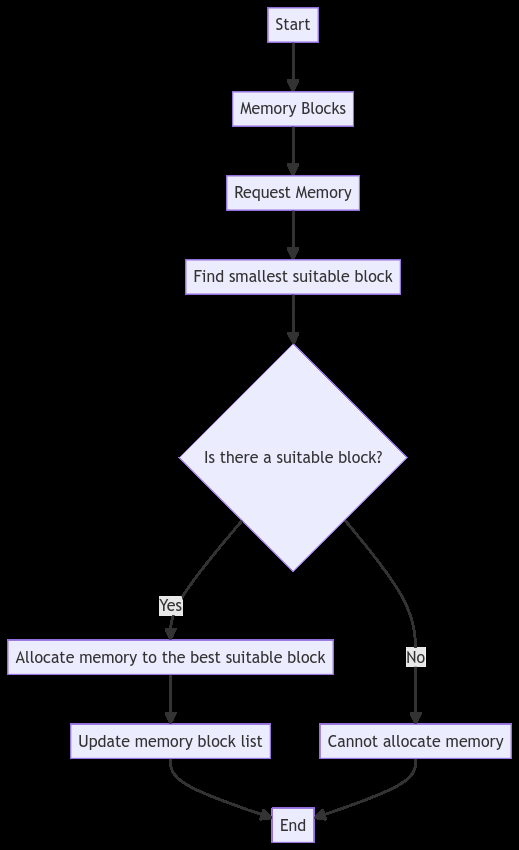 Start
Memory Blocks
Request Memory
Find smallest suitable block
Is there a suitable block?
Yes
No
Allocate memory to the best suitable block
Update memory block list
Cannot allocate memory
End